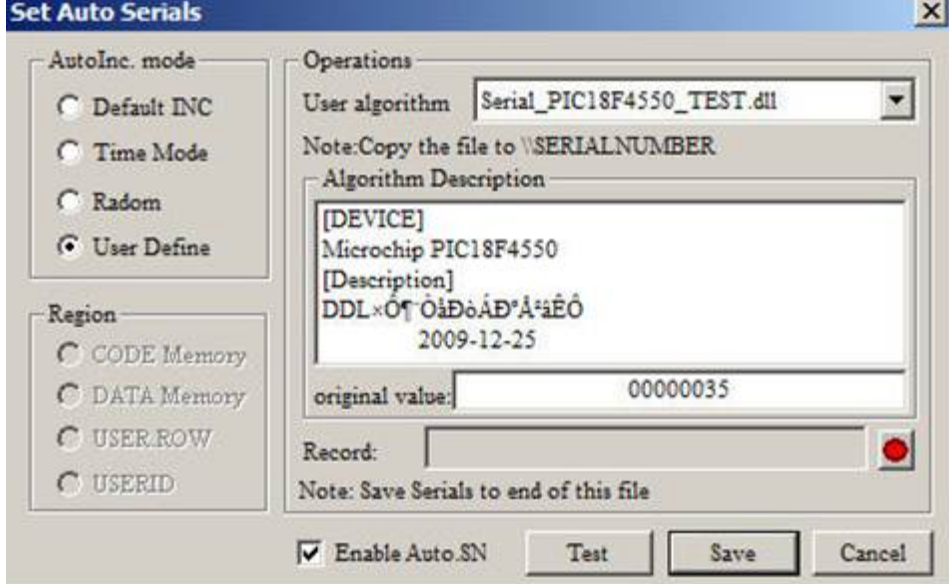 Set Auto Serials
AutoInc. mode
Default INC
Time Mode
Radom
User Define
Region
CODE Memory
DATA Memory
USER.ROW
USERID
Operations
User algorithm Serial_PIC18F4550_TEST.dll
Note:Copy the file to \\SERIALNUMBER
Algorithm Description
[DEVICE]
Microchip PIC18F4550
[Description]
DDL×Ô¶¨ÒåÐòÁÐºÅ²âÊÔ
2009-12-25
original value: 00000035
Record:
Note: Save Serials to end of this file
Enable Auto.SN Test Save Cancel